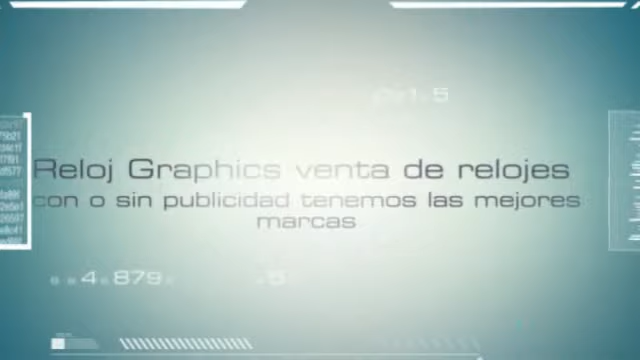 Reloj Graphics venta de relojes
con o sin publicidad tenemos las mejores
marcas
4 879